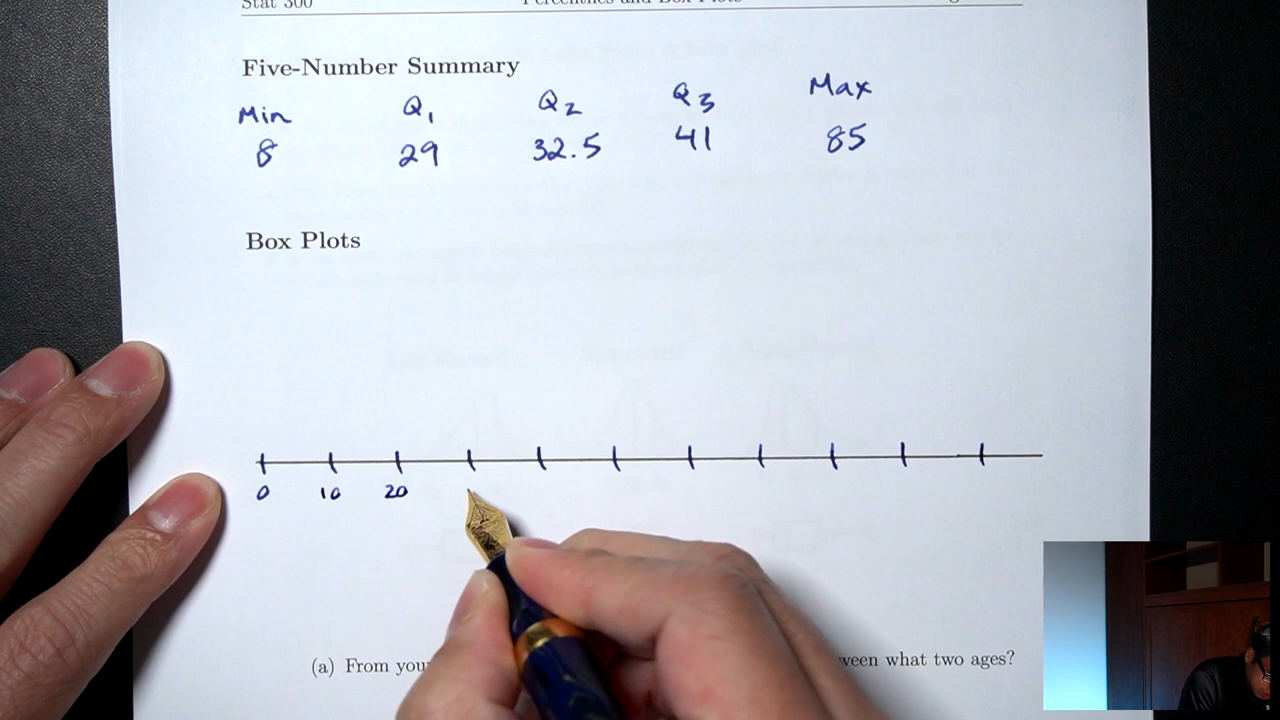 Stat 300 Percentiles and Box Plots
Five-Number Summary
Min Q1 Q2 Q3 Max
8 29 32.5 41 85
Box Plots
0 10 20
(a) From you ween what two ages?